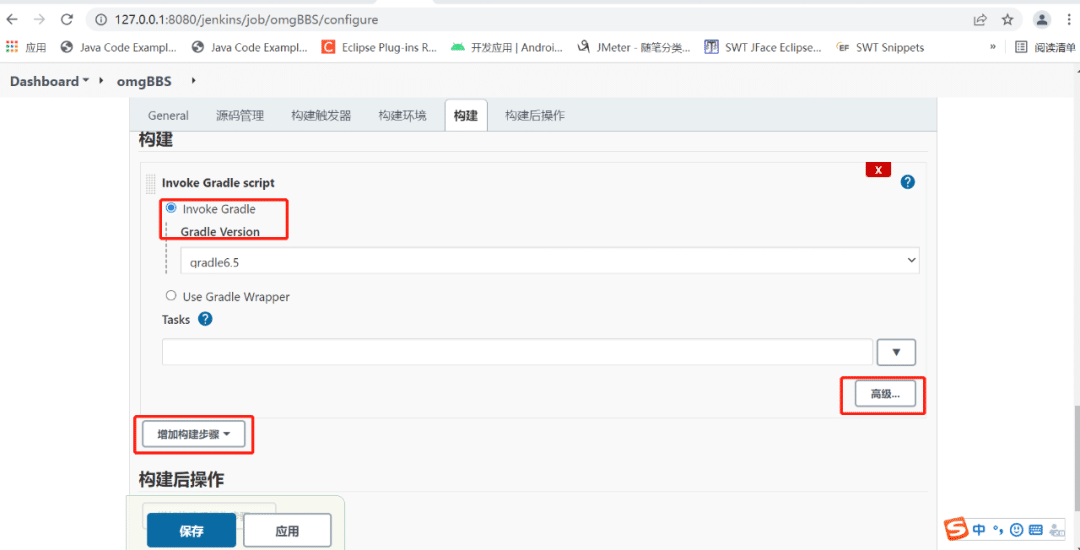 127.0.0.1:8080/jenkins/job/omgBBS/configure
应用 Java Code Exampl... Java Code Exampl... Eclipse Plug-ins R... 开发应用 | Androi... JMeter - 随笔分类... SWT JFace Eclipse... SWT Snippets » 阅读清单
Dashboard omgBBS
General 源码管理 构建触发器 构建环境 构建 构建后操作
构建
Invoke Gradle script
X
?
Invoke Gradle
Gradle Version
gradle6.5
Use Gradle Wrapper
Tasks ?
高级...
增加构建步骤
构建后操作
保存 应用
S 中